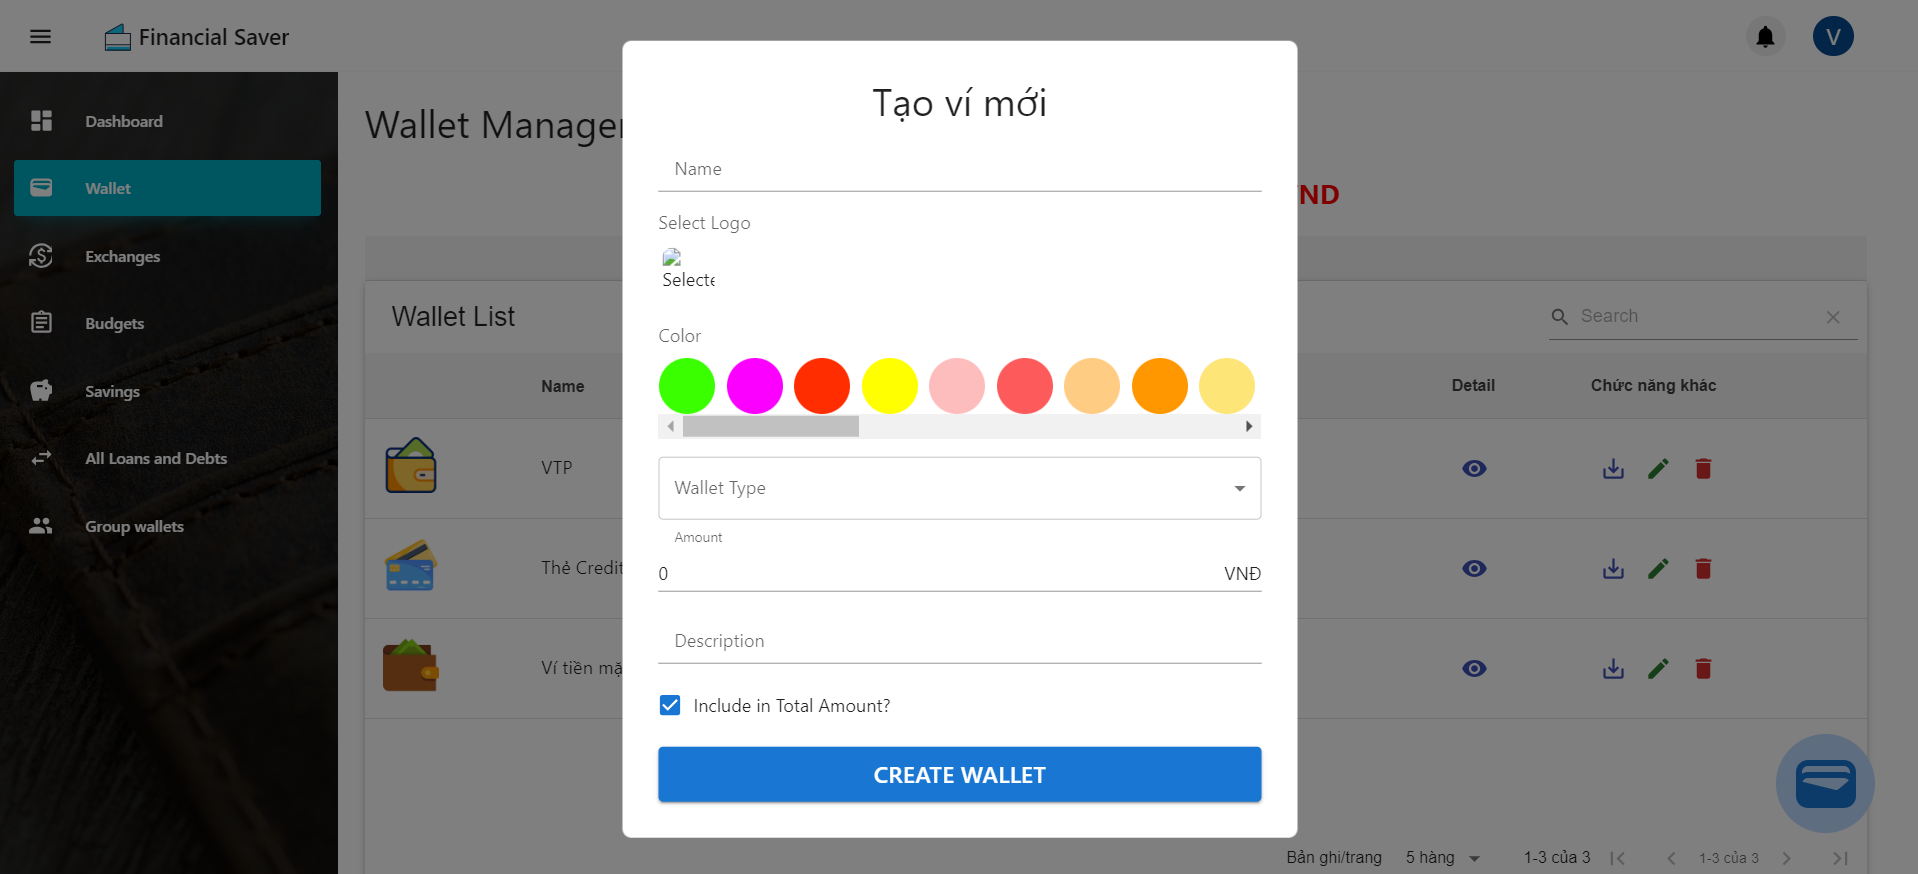 Financial Saver
V
Dashboard
Wallet
Exchanges
Budgets
Savings
All Loans and Debts
Group wallets
Wallet Manager
ND
Wallet List
Search
Name
Detail
Chức năng khác
VTP
Thẻ Credit
Ví tiền mặ
Tạo ví mới
Name
Select Logo
Selecte
Color
Wallet Type
Amount
0
VNĐ
Description
Include in Total Amount?
CREATE WALLET
Bản ghi/trang
5 hàng
1-3 của 3
1-3 của 3